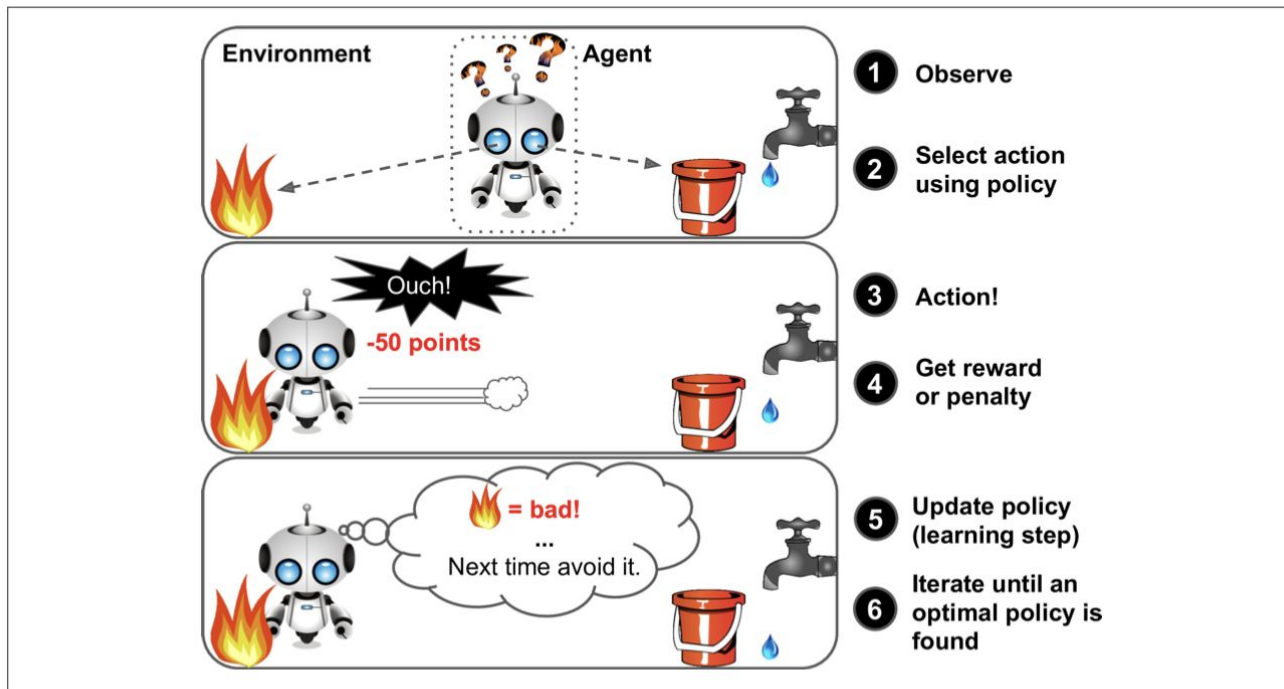 Environment
Agent
? ? ?
1 Observe
2 Select action
using policy
Ouch!
-50 points
3 Action!
4 Get reward
or penalty
= bad!
...
Next time avoid it.
5 Update policy
(learning step)
6 Iterate until an
optimal policy is
found